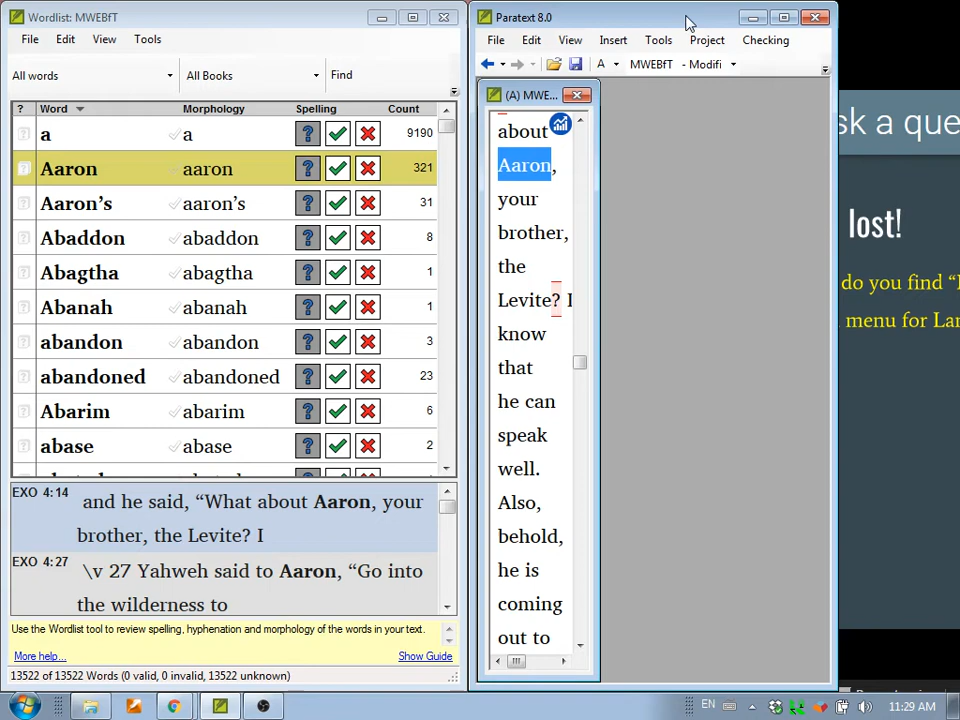 Wordlist: MWEBfT
File Edit View Tools
All words All Books Find
? Word Morphology Spelling Count
a a 9190
Aaron aaron 321
Aaron’s aaron’s 31
Abaddon abaddon 8
Abagtha abagtha 1
Abanah abanah 1
abandon abandon 3
abandoned abandoned 23
Abarim abarim 6
abase abase 2
EXO 4:14 and he said, “What about Aaron, your
brother, the Levite? I
EXO 4:27 \v 27 Yahweh said to Aaron, “Go into
the wilderness to
Use the Wordlist tool to review spelling, hyphenation and morphology of the words in your text.
More help... Show Guide
13522 of 13522 Words (0 valid, 0 invalid, 13522 unknown)
Paratext 8.0
File Edit View Insert Tools Project Checking
A MWEBfT - Modifi
(A) MWE...
about
Aaron,
your
brother,
the
Levite? I
know
that
he can
speak
well.
Also,
behold,
he is
coming
out to
sk a que
lost!
do you find “
menu for Lar
EN 11:29 AM